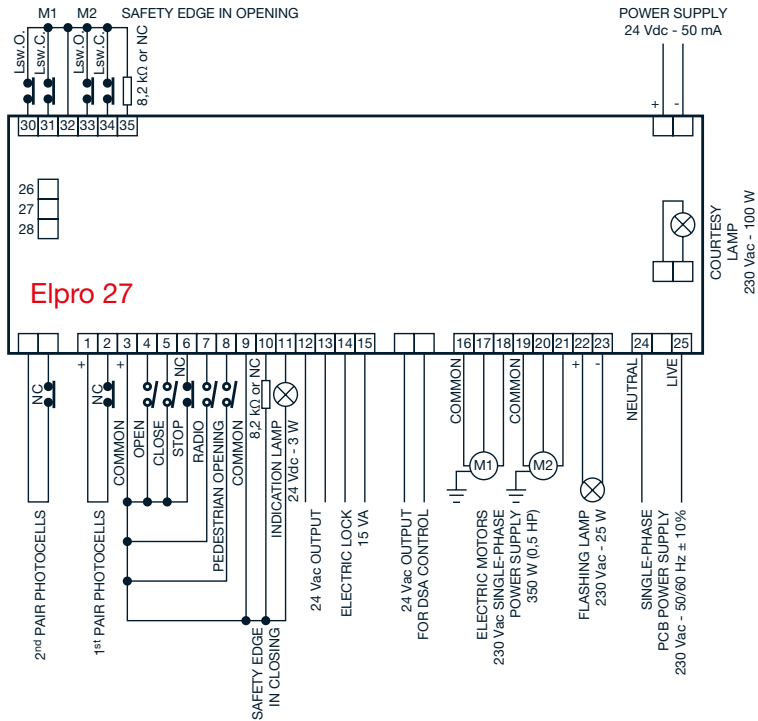 M1 M2 SAFETY EDGE IN OPENING
POWER SUPPLY
24 Vdc - 50 mA
Lsw.O.
Lsw.C.
Lsw.O.
Lsw.C.
8,2 kΩ or NC
+ -
30 31 32 33 34 35
26
27
28
COURTESY
LAMP
230 Vac - 100 W
Elpro 27
1 2 3 4 5 6 7 8 9 10 11 12 13 14 15 16 17 18 19 20 21 22 23 24 25
+ + + -
NC
NC
COMMON
OPEN
CLOSE
STOP
NC
RADIO
PEDESTRIAN OPENING
COMMON
8,2 kΩ or NC
INDICATION LAMP
24 Vdc - 3 W
COMMON
COMMON
NEUTRAL
LIVE
M1 M2
2nd PAIR PHOTOCELLS
1st PAIR PHOTOCELLS
SAFETY EDGE
IN CLOSING
24 Vac OUTPUT
ELECTRIC LOCK
15 VA
24 Vac OUTPUT
FOR DSA CONTROL
ELECTRIC MOTORS
230 Vac SINGLE-PHASE
POWER SUPPLY
350 W (0,5 HP)
FLASHING LAMP
230 Vac - 25 W
SINGLE-PHASE
PCB POWER SUPPLY
230 Vac - 50/60 Hz ± 10%